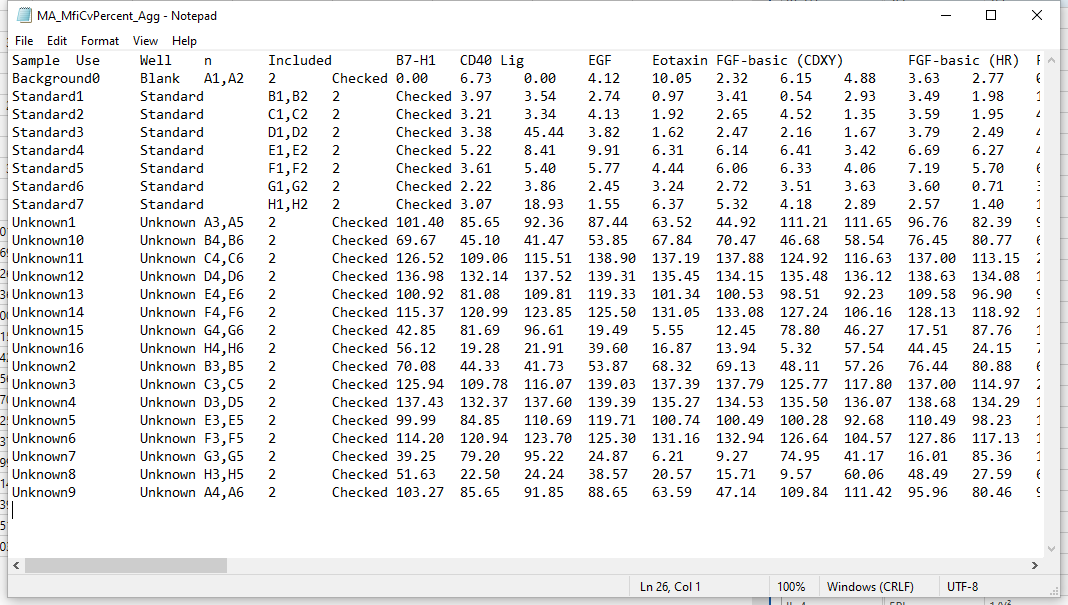 MA_MfiCvPercent_Agg - Notepad
File Edit Format View Help
Sample Use Well n Included B7-H1 CD40 Lig EGF Eotaxin FGF-basic (CDXY) FGF-basic (HR)
Background0 Blank A1,A2 2 Checked 0.00 6.73 0.00 4.12 10.05 2.32 6.15 4.88 3.63 2.77
Standard1 Standard B1,B2 2 Checked 3.97 3.54 2.74 0.97 3.41 0.54 2.93 3.49 1.98
Standard2 Standard C1,C2 2 Checked 3.21 3.34 4.13 1.92 2.65 4.52 1.35 3.59 1.95
Standard3 Standard D1,D2 2 Checked 3.38 45.44 3.82 1.62 2.47 2.16 1.67 3.79 2.49
Standard4 Standard E1,E2 2 Checked 5.22 8.41 9.91 6.31 6.14 6.41 3.42 6.69 6.27
Standard5 Standard F1,F2 2 Checked 3.61 5.40 5.77 4.44 6.06 6.33 4.06 7.19 5.70
Standard6 Standard G1,G2 2 Checked 2.22 3.86 2.45 3.24 2.72 3.51 3.63 3.60 0.71
Standard7 Standard H1,H2 2 Checked 3.07 18.93 1.55 6.37 5.32 4.18 2.89 2.57 1.40
Unknown1 Unknown A3,A5 2 Checked 101.40 85.65 92.36 87.44 63.52 44.92 111.21 111.65 96.76 82.39
Unknown10 Unknown B4,B6 2 Checked 69.67 45.10 41.47 53.85 67.84 70.47 46.68 58.54 76.45 80.77
Unknown11 Unknown C4,C6 2 Checked 126.52 109.06 115.51 138.90 137.19 137.88 124.92 116.63 137.00 113.15
Unknown12 Unknown D4,D6 2 Checked 136.98 132.14 137.52 139.31 135.45 134.15 135.48 136.12 138.63 134.08
Unknown13 Unknown E4,E6 2 Checked 100.92 81.08 109.81 119.33 101.34 100.53 98.51 92.23 109.58 96.90
Unknown14 Unknown F4,F6 2 Checked 115.37 120.99 123.85 125.50 131.05 133.08 127.24 106.16 128.13 118.92
Unknown15 Unknown G4,G6 2 Checked 42.85 81.69 96.61 19.49 5.55 12.45 78.80 46.27 17.51 87.76
Unknown16 Unknown H4,H6 2 Checked 56.12 19.28 21.91 39.60 16.87 13.94 5.32 57.54 44.45 24.15
Unknown2 Unknown B3,B5 2 Checked 70.08 44.33 41.73 53.87 68.32 69.13 48.11 57.26 76.44 80.88
Unknown3 Unknown C3,C5 2 Checked 125.94 109.78 116.07 139.03 137.39 137.79 125.77 117.80 137.00 114.97
Unknown4 Unknown D3,D5 2 Checked 137.43 132.37 137.60 139.39 135.27 134.53 135.50 136.07 138.68 134.29
Unknown5 Unknown E3,E5 2 Checked 99.99 84.85 110.69 119.71 100.74 100.49 100.28 92.68 110.49 98.23
Unknown6 Unknown F3,F5 2 Checked 114.20 120.94 123.70 125.30 131.16 132.94 126.64 104.57 127.86 117.13
Unknown7 Unknown G3,G5 2 Checked 39.25 79.20 95.22 24.87 6.21 9.27 74.95 41.17 16.01 85.36
Unknown8 Unknown H3,H5 2 Checked 51.63 22.50 24.24 38.57 20.57 15.71 9.57 60.06 48.49 27.59
Unknown9 Unknown A4,A6 2 Checked 103.27 85.65 91.85 88.65 63.59 47.14 109.84 111.42 95.96 80.46
Ln 26, Col 1 100% Windows (CRLF) UTF-8